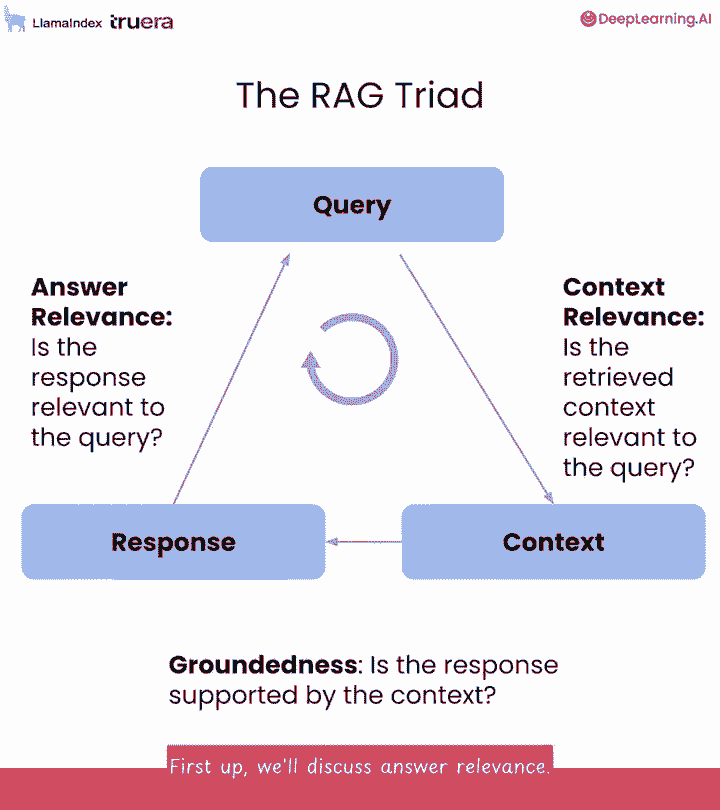 LlamaIndex truera
DeepLearning.AI
The RAG Triad
Query
Answer
Relevance:
Is the
response
relevant to
the query?
Context
Relevance:
Is the
retrieved
context
relevant to
the query?
Response
Context
Groundedness: Is the response
supported by the context?
First up, we'll discuss answer relevance.